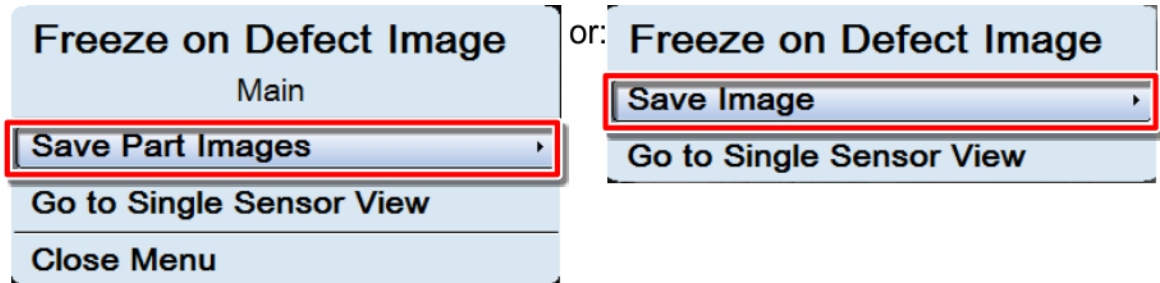 Freeze on Defect Image
Main
Save Part Images
Go to Single Sensor View
Close Menu
or:
Freeze on Defect Image
Save Image
Go to Single Sensor View